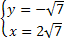 y = −√7
x = 2√7